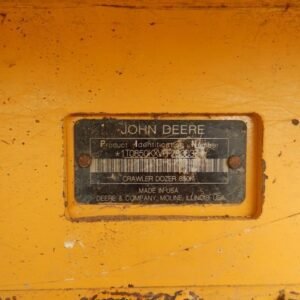 JOHN DEERE
Product Identification Number
CRAWLER DOZER 850K
MADE IN USA
DEERE & COMPANY, MOLINE, ILLINOIS USA